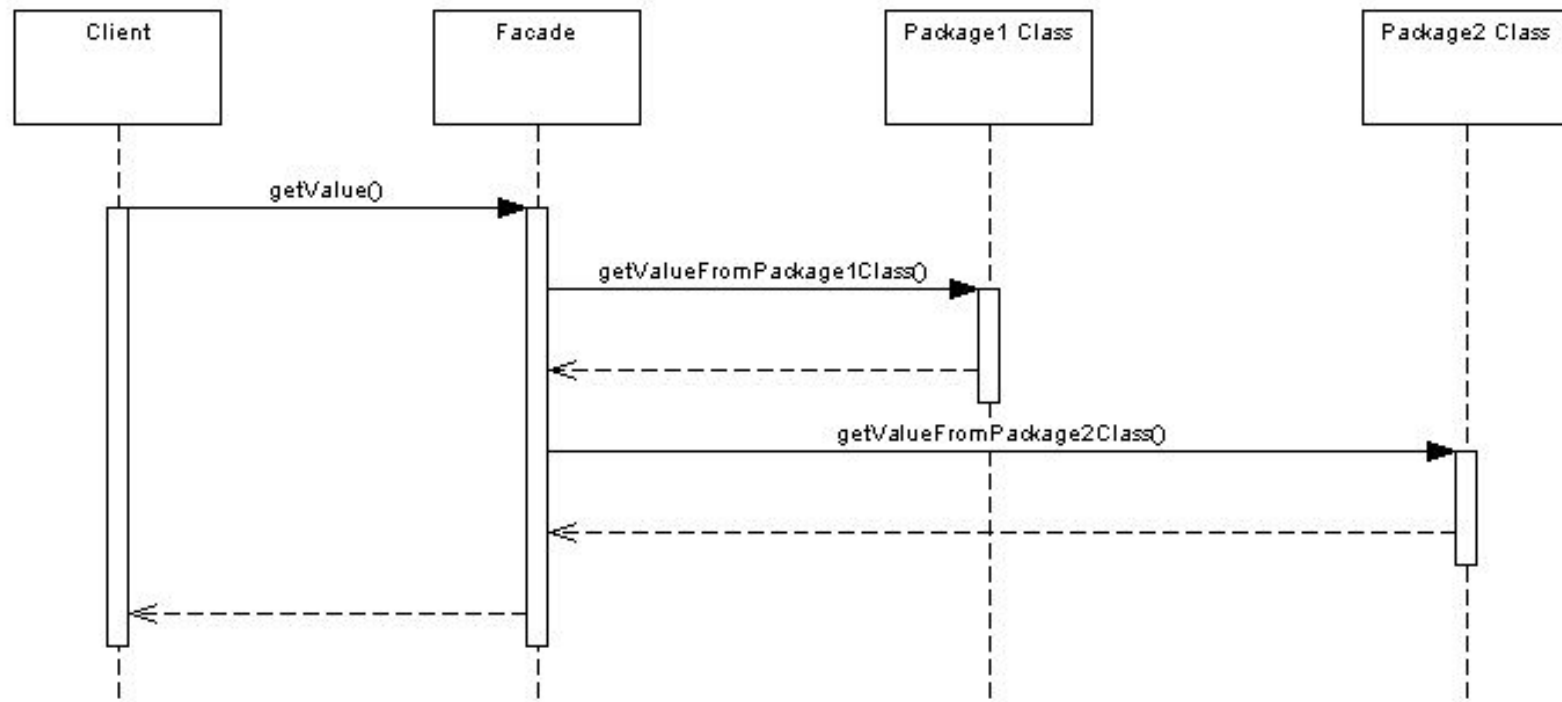 Client
Facade
Package1 Class
Package2 Class
getValue()
getValueFromPackage1Class()
getValueFromPackage2Class()